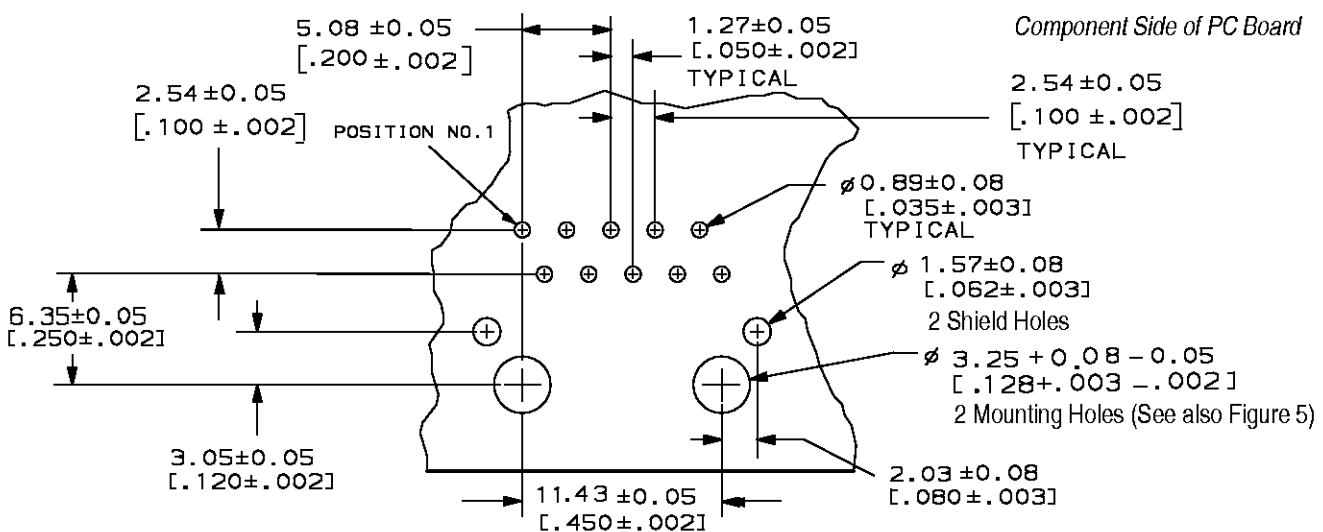 5.08 ±0.05
[.200 ±.002]
1.27±0.05
[.050±.002]
TYPICAL
Component Side of PC Board
2.54±0.05
[.100 ±.002]
POSITION NO.1
2.54±0.05
[.100 ±.002]
TYPICAL
ø 0.89±0.08
[.035±.003]
TYPICAL
ø 1.57±0.08
[.062±.003]
2 Shield Holes
6.35±0.05
[.250±.002]
ø 3.25 +0.08 -0.05
[.128+.003 -.002]
2 Mounting Holes (See also Figure 5)
3.05±0.05
[.120±.002]
11.43 ±0.05
[.450±.002]
2.03 ±0.08
[.080±.003]